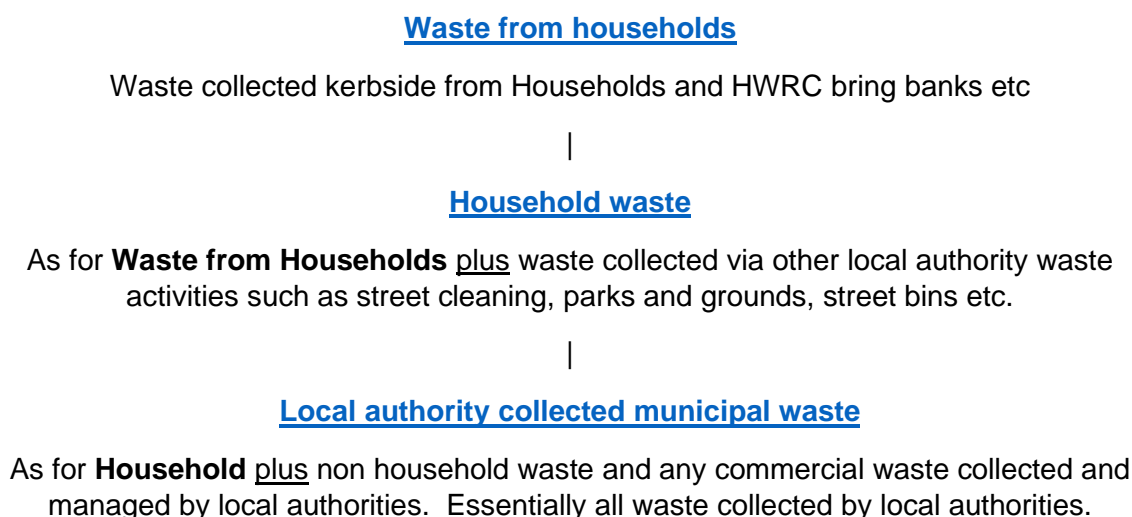 Waste from households
Waste collected kerbside from Households and HWRC bring banks etc
|
Household waste
As for Waste from Households plus waste collected via other local authority waste
activities such as street cleaning, parks and grounds, street bins etc.
|
Local authority collected municipal waste
As for Household plus non household waste and any commercial waste collected and
managed by local authorities.  Essentially all waste collected by local authorities.